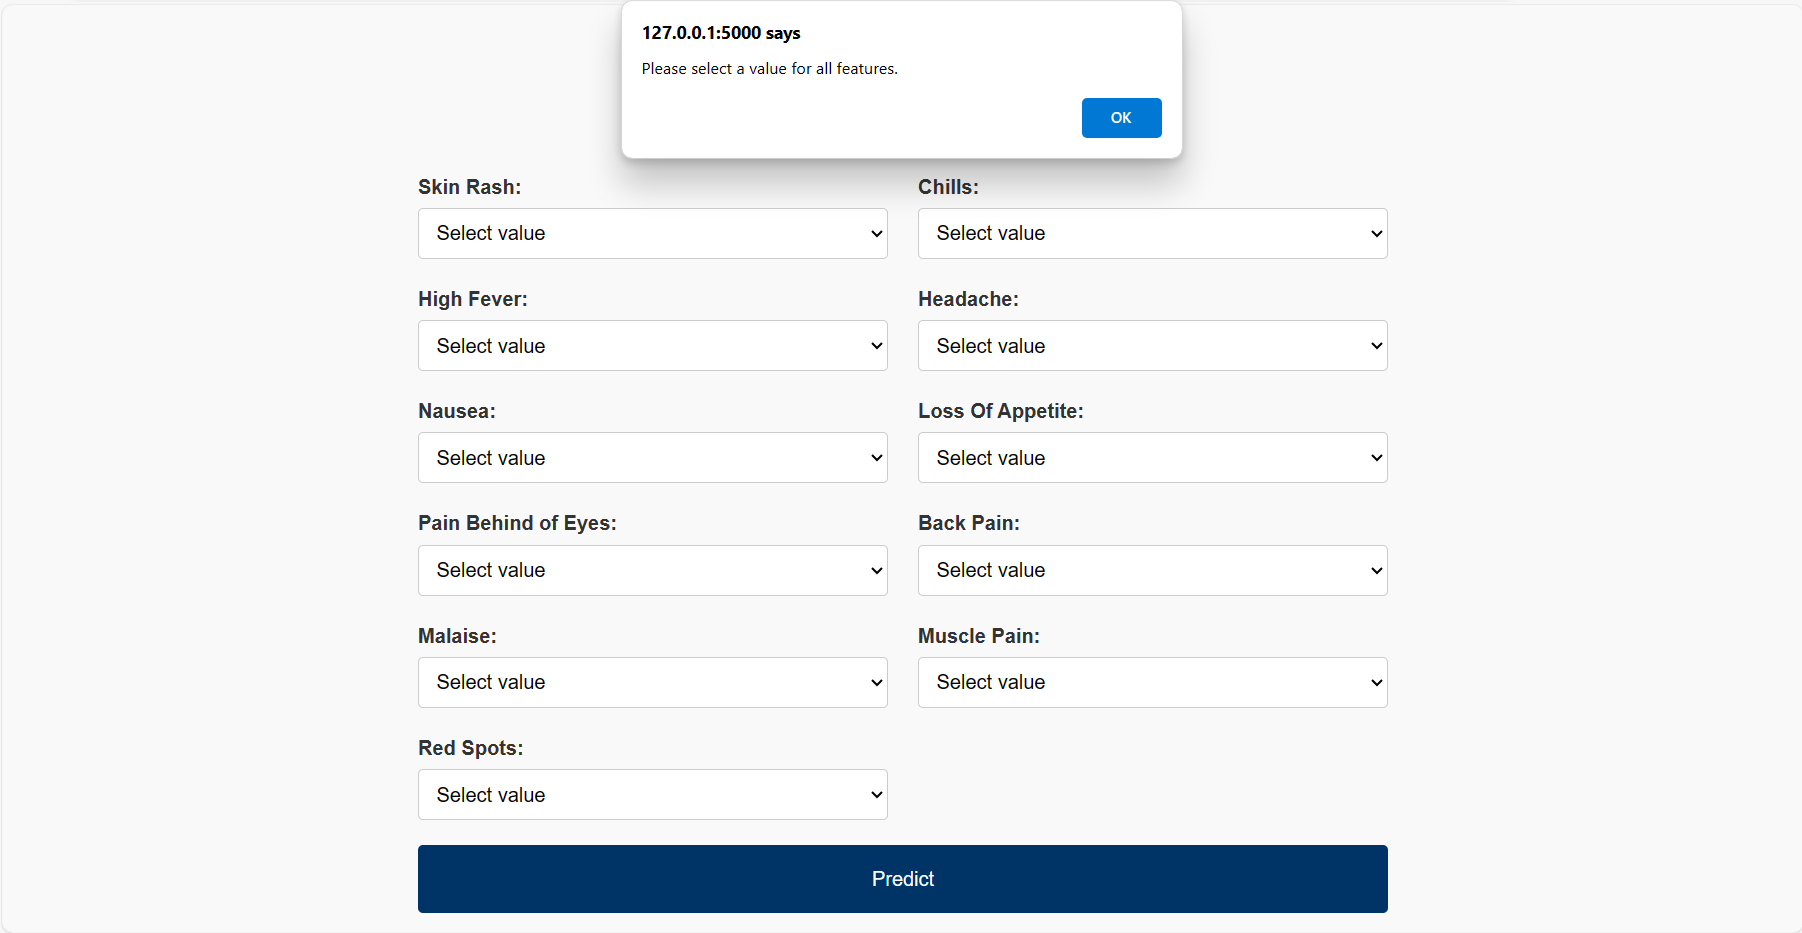 127.0.0.1:5000 says
Please select a value for all features.
OK
Skin Rash:
Chills:
Select value
Select value
High Fever:
Headache:
Select value
Select value
Nausea:
Loss Of Appetite:
Select value
Select value
Pain Behind of Eyes:
Back Pain:
Select value
Select value
Malaise:
Muscle Pain:
Select value
Select value
Red Spots:
Select value
Predict